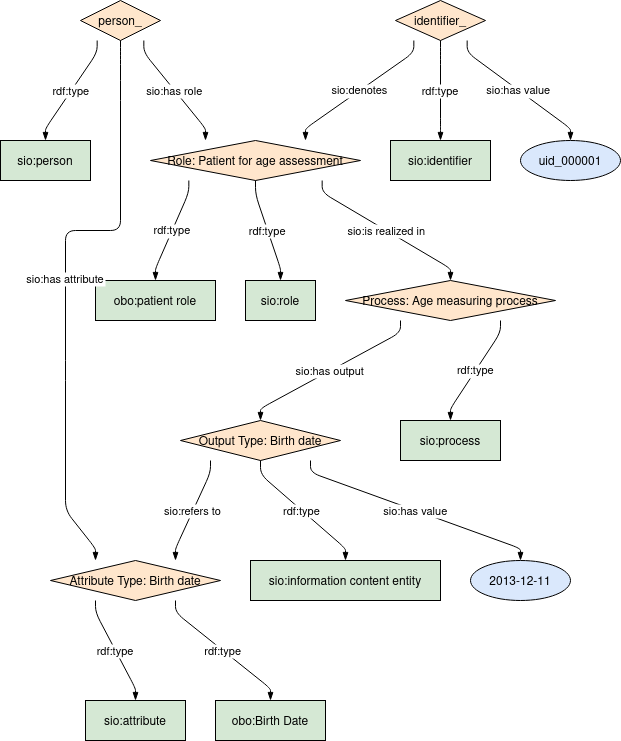 person_
identifier_
rdf:type
sio:has role
sio:denotes
rdf:type
sio:has value
sio:person
Role: Patient for age assessment
sio:identifier
uid_000001
rdf:type
rdf:type
sio:is realized in
sio:has attribute
obo:patient role
sio:role
Process: Age measuring process
sio:has output
rdf:type
Output Type: Birth date
sio:process
sio:refers to
rdf:type
sio:has value
Attribute Type: Birth date
sio:information content entity
2013-12-11
rdf:type
rdf:type
sio:attribute
obo:Birth Date